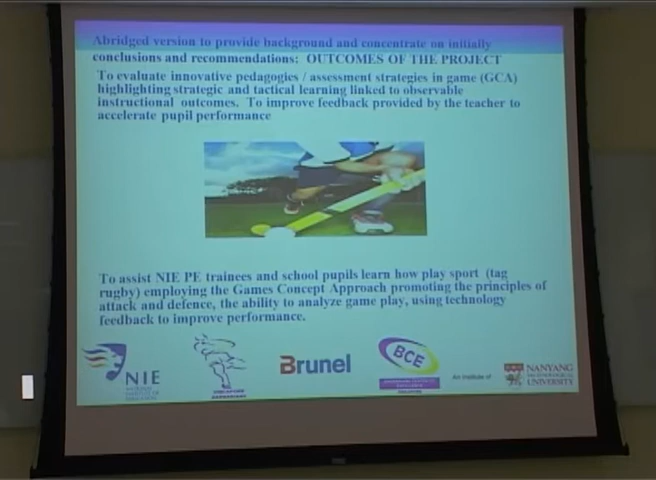 Abridged version to provide background and concentrate on initially
conclusions and recommendations: OUTCOMES OF THE PROJECT
To evaluate innovative pedagogies / assessment strategies in game (GCA)
highlighting strategic and tactical learning linked to observable
instructional outcomes. To improve feedback provided by the teacher to
accelerate pupil performance
To assist NIE PE trainees and school pupils learn how play sport (tag
rugby) employing the Games Concept Approach promoting the principles of
attack and defence, the ability to analyze game play, using technology
feedback to improve performance.
NIE
Brunel
BCE
An Institute of
NANYANG
TECHNOLOGICAL
UNIVERSITY